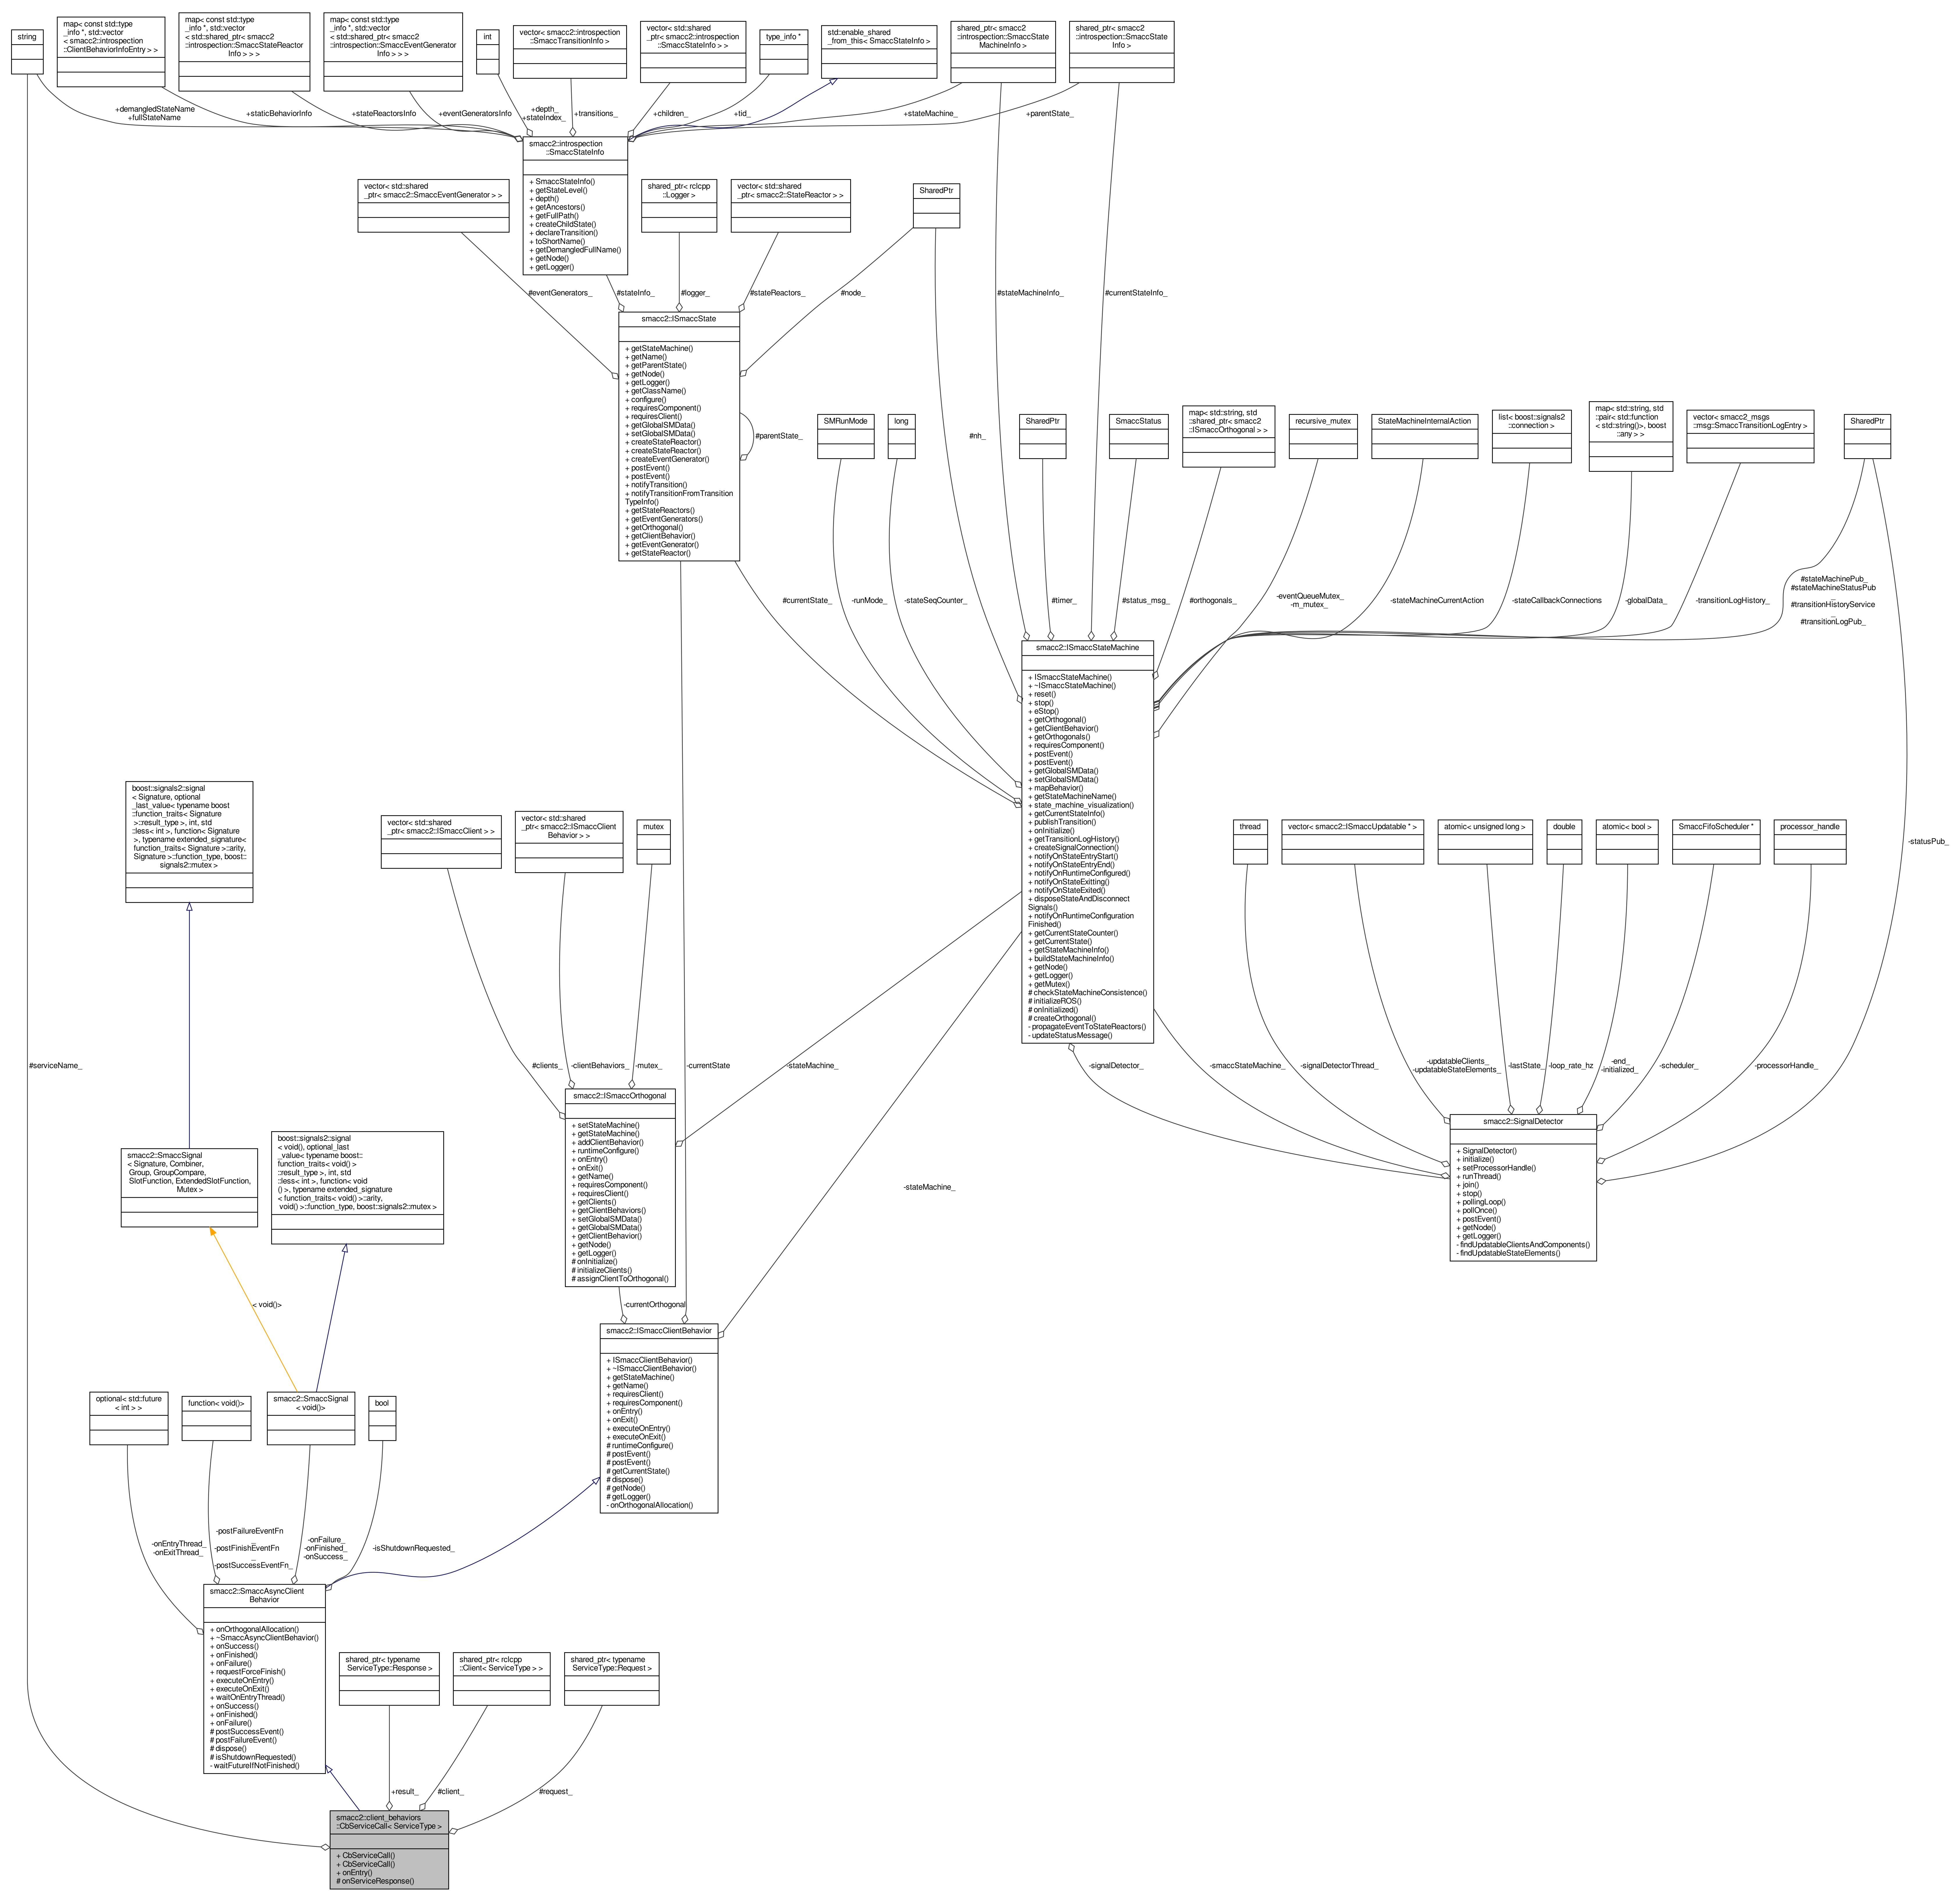 string
map< const std::type
_info *, std::vector
< smacc2::introspection
::ClientBehaviorInfoEntry > >
map< const std::type
_info *, std::vector
< std::shared_ptr< smacc2
::introspection::SmaccStateReactor
Info > > >
map< const std::type
_info *, std::vector
< std::shared_ptr< smacc2
::introspection::SmaccEventGenerator
Info > > >
int
vector< smacc2::introspection
::SmaccTransitionInfo >
vector< std::shared
_ptr< smacc2::introspection
::SmaccStateInfo > >
type_info *
std::enable_shared
_from_this< SmaccStateInfo >
shared_ptr< smacc2
::introspection::SmaccState
MachineInfo >
shared_ptr< smacc2
::introspection::SmaccState
Info >
+demangledStateName
+fullStateName
+staticBehaviorInfo
+stateReactorsInfo
+eventGeneratorsInfo
+depth_
+stateIndex_
+transitions_
+children_
+tid_
+stateMachine_
+parentState_
smacc2::introspection
::SmaccStateInfo
+ SmaccStateInfo()
+ getStateLevel()
+ depth()
+ getAncestors()
+ getFullPath()
+ createChildState()
+ declareTransition()
+ toShortName()
+ getDemangledFullName()
+ getNode()
+ getLogger()
vector< std::shared
_ptr< smacc2::SmaccEventGenerator > >
shared_ptr< rclcpp
::Logger >
vector< std::shared
_ptr< smacc2::StateReactor > >
SharedPtr
#eventGenerators_
#stateInfo_
#logger_
#stateReactors_
#node_
#stateMachineInfo_
#currentStateInfo_
smacc2::ISmaccState
+ getStateMachine()
+ getName()
+ getParentState()
+ getNode()
+ getLogger()
+ getClassName()
+ configure()
+ requiresComponent()
+ requiresClient()
+ getGlobalSMData()
+ setGlobalSMData()
+ createStateReactor()
+ createStateReactor()
+ createEventGenerator()
+ postEvent()
+ postEvent()
+ notifyTransition()
+ notifyTransitionFromTransition
TypeInfo()
+ getStateReactors()
+ getEventGenerators()
+ getOrthogonal()
+ getClientBehavior()
+ getEventGenerator()
+ getStateReactor()
#parentState_
SMRunMode
long
#nh_
SharedPtr
SmaccStatus
map< std::string, std
::shared_ptr< smacc2
::ISmaccOrthogonal > >
recursive_mutex
StateMachineInternalAction
list< boost::signals2
::connection >
map< std::string, std
::pair< std::function
< std::string()>, boost
::any > >
vector< smacc2_msgs
::msg::SmaccTransitionLogEntry >
SharedPtr
#currentState_
-runMode_
-stateSeqCounter_
#timer_
#status_msg_
#orthogonals_
-eventQueueMutex_
-m_mutex_
-stateMachineCurrentAction
-stateCallbackConnections
-globalData_
-transitionLogHistory_
#stateMachinePub_
#stateMachineStatusPub
_
#transitionHistoryService
_
#transitionLogPub_
smacc2::ISmaccStateMachine
+ ISmaccStateMachine()
+ ~ISmaccStateMachine()
+ reset()
+ stop()
+ eStop()
+ getOrthogonal()
+ getClientBehavior()
+ getOrthogonals()
+ requiresComponent()
+ postEvent()
+ postEvent()
+ getGlobalSMData()
+ setGlobalSMData()
+ mapBehavior()
+ getStateMachineName()
+ state_machine_visualization()
+ getCurrentStateInfo()
+ publishTransition()
+ onInitialize()
+ getTransitionLogHistory()
+ createSignalConnection()
+ notifyOnStateEntryStart()
+ notifyOnStateEntryEnd()
+ notifyOnRuntimeConfigured()
+ notifyOnStateExitting()
+ notifyOnStateExited()
+ disposeStateAndDisconnect
Signals()
+ notifyOnRuntimeConfiguration
Finished()
+ getCurrentStateCounter()
+ getCurrentState()
+ getStateMachineInfo()
+ buildStateMachineInfo()
+ getNode()
+ getLogger()
+ getMutex()
# checkStateMachineConsistence()
# initializeROS()
# onInitialized()
# createOrthogonal()
- propagateEventToStateReactors()
- updateStatusMessage()
boost::signals2::signal
< Signature, optional
_last_value< typename boost
::function_traits< Signature
>::result_type >, int, std
::less< int >, function< Signature
>, typename extended_signature<
function_traits< Signature >::arity,
Signature >::function_type, boost::
signals2::mutex >
vector< std::shared
_ptr< smacc2::ISmaccClient > >
vector< std::shared
_ptr< smacc2::ISmaccClient
Behavior > >
mutex
thread
vector< smacc2::ISmaccUpdatable * >
atomic< unsigned long >
double
atomic< bool >
SmaccFifoScheduler *
processor_handle
-statusPub_
#serviceName_
#clients_
-clientBehaviors_
-mutex_
-currentState
-stateMachine_
-signalDetector_
-smaccStateMachine_
-signalDetectorThread_
-updatableClients_
-updatableStateElements_
-lastState_
-loop_rate_hz
-end_
-initialized_
-scheduler_
-processorHandle_
smacc2::ISmaccOrthogonal
+ setStateMachine()
+ getStateMachine()
+ addClientBehavior()
+ runtimeConfigure()
+ onEntry()
+ onExit()
+ getName()
+ requiresComponent()
+ requiresClient()
+ getClients()
+ getClientBehaviors()
+ setGlobalSMData()
+ getGlobalSMData()
+ getClientBehavior()
+ getNode()
+ getLogger()
# onInitialize()
# initializeClients()
# assignClientToOrthogonal()
smacc2::SignalDetector
+ SignalDetector()
+ initialize()
+ setProcessorHandle()
+ runThread()
+ join()
+ stop()
+ pollingLoop()
+ pollOnce()
+ postEvent()
+ getNode()
+ getLogger()
- findUpdatableClientsAndComponents()
- findUpdatableStateElements()
smacc2::SmaccSignal
< Signature, Combiner,
Group, GroupCompare,
SlotFunction, ExtendedSlotFunction,
Mutex >
boost::signals2::signal
< void(), optional_last
_value< typename boost::
function_traits< void()
>::result_type >, int, std
::less< int >, function< void
() >, typename extended_signature
< function_traits< void() >::arity,
void() >::function_type, boost::signals2::mutex >
-stateMachine_
< void()>
-currentOrthogonal
smacc2::ISmaccClientBehavior
+ ISmaccClientBehavior()
+ ~ISmaccClientBehavior()
+ getStateMachine()
+ getName()
+ requiresClient()
+ requiresComponent()
+ onEntry()
+ onExit()
+ executeOnEntry()
+ executeOnExit()
# runtimeConfigure()
# postEvent()
# postEvent()
# getCurrentState()
# dispose()
# getNode()
# getLogger()
- onOrthogonalAllocation()
optional< std::future
< int > >
function< void()>
smacc2::SmaccSignal
< void()>
bool
-onEntryThread_
-onExitThread_
-postFailureEventFn
_
-postFinishEventFn
_
-postSuccessEventFn_
-onFailure_
-onFinished_
-onSuccess_
-isShutdownRequested_
smacc2::SmaccAsyncClient
Behavior
+ onOrthogonalAllocation()
+ ~SmaccAsyncClientBehavior()
+ onSuccess()
+ onFinished()
+ onFailure()
+ requestForceFinish()
+ executeOnEntry()
+ executeOnExit()
+ waitOnEntryThread()
+ onSuccess()
+ onFinished()
+ onFailure()
# postSuccessEvent()
# postFailureEvent()
# dispose()
# isShutdownRequested()
- waitFutureIfNotFinished()
shared_ptr< typename
ServiceType::Response >
shared_ptr< rclcpp
::Client< ServiceType > >
shared_ptr< typename
ServiceType::Request >
+result_
#client_
#request_
smacc2::client_behaviors
::CbServiceCall< ServiceType >
+ CbServiceCall()
+ CbServiceCall()
+ onEntry()
# onServiceResponse()